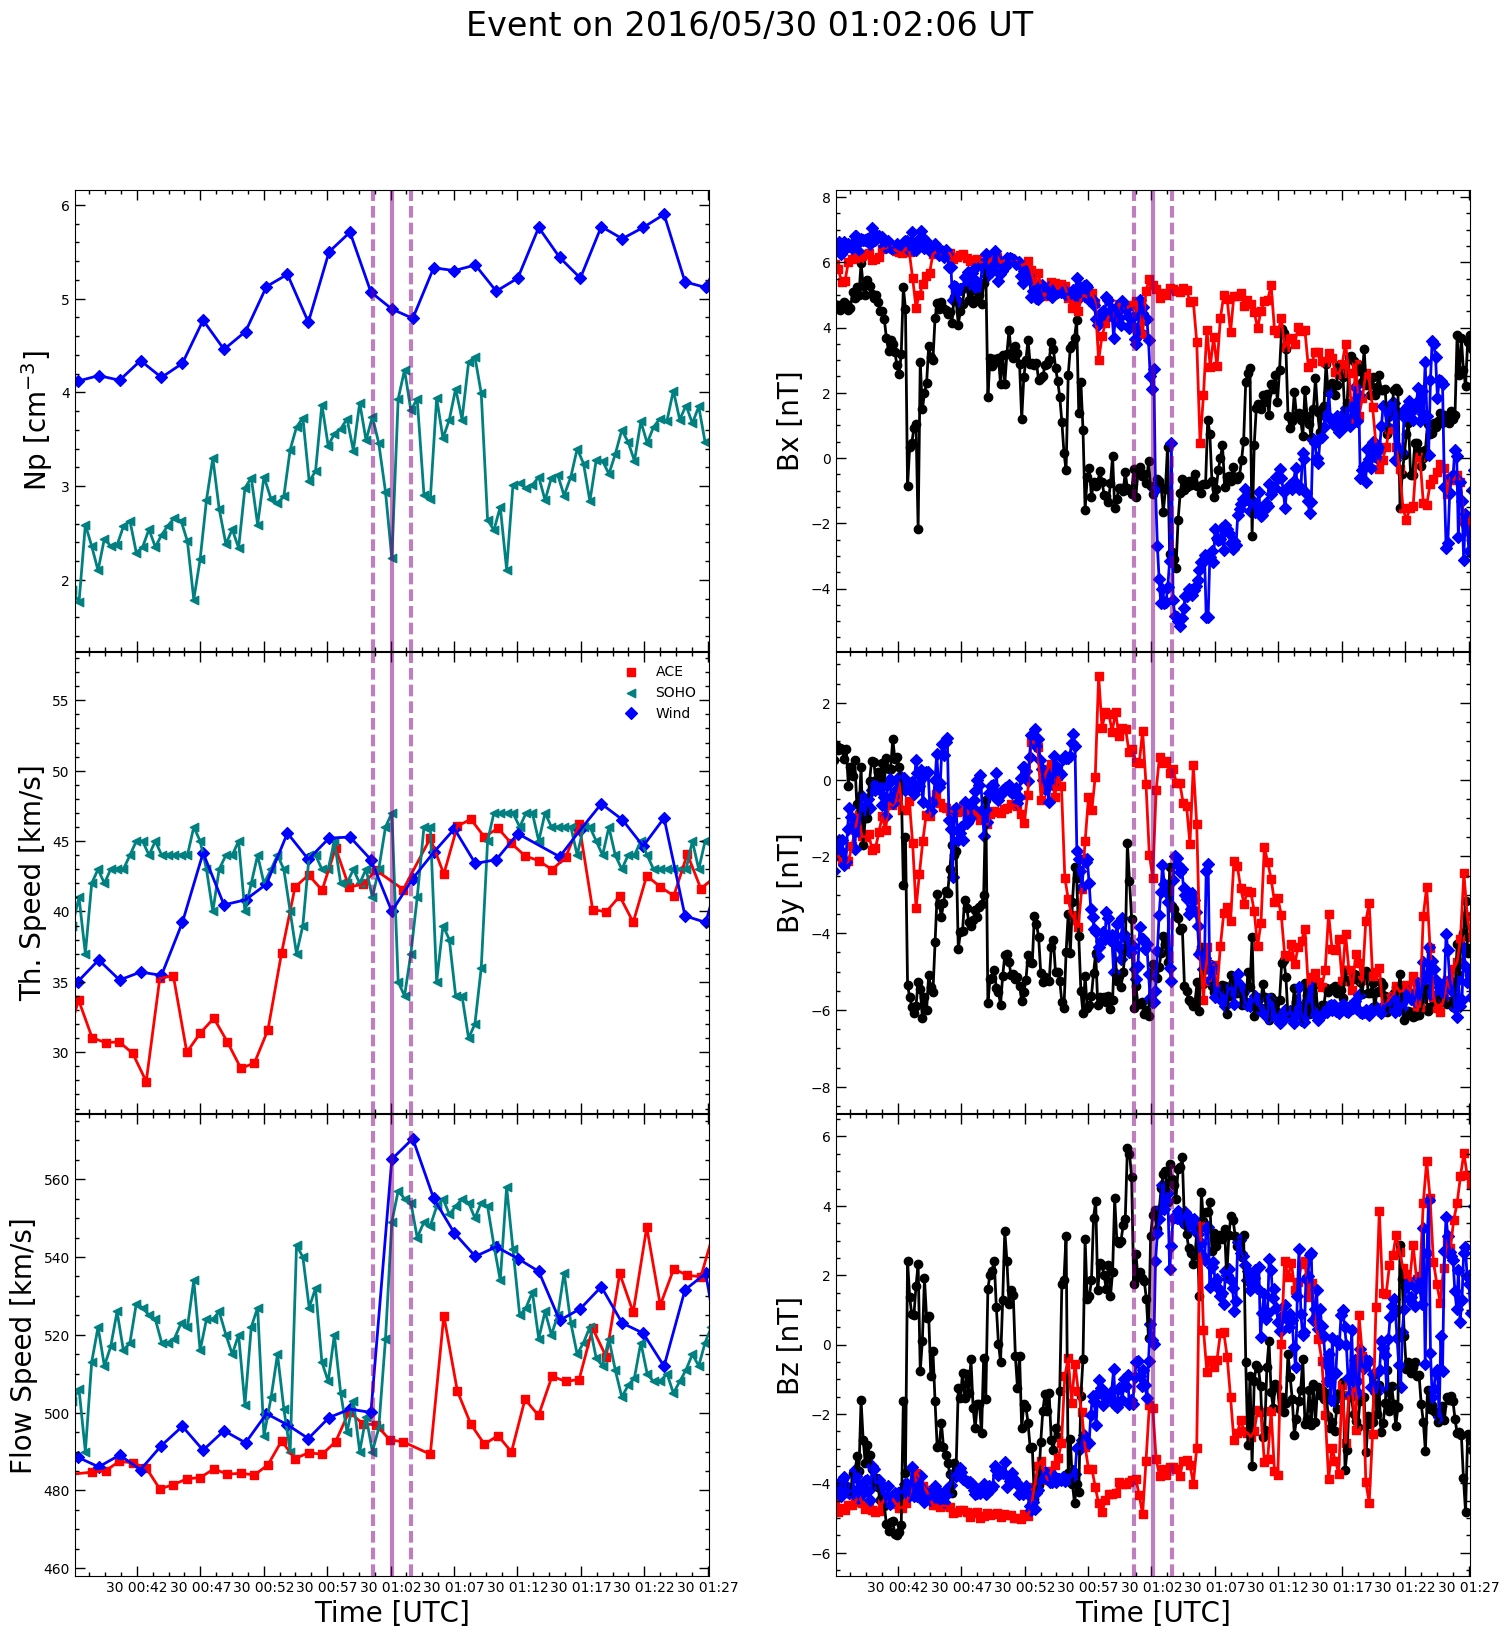 Event on 2016/05/30 01:02:06 UT
Np [cm⁻³]
6
5
4
3
2
Th. Speed [km/s]
55
50
45
40
35
30
ACE
SOHO
Wind
Flow Speed [km/s]
560
540
520
500
480
460
30 00:42 30 00:47 30 00:52 30 00:57 30 01:02 30 01:07 30 01:12 30 01:17 30 01:22 30 01:27
Time [UTC]
Bx [nT]
8
6
4
2
0
−2
−4
By [nT]
2
0
−2
−4
−6
−8
Bz [nT]
6
4
2
0
−2
−4
−6
30 00:42 30 00:47 30 00:52 30 00:57 30 01:02 30 01:07 30 01:12 30 01:17 30 01:22 30 01:27
Time [UTC]